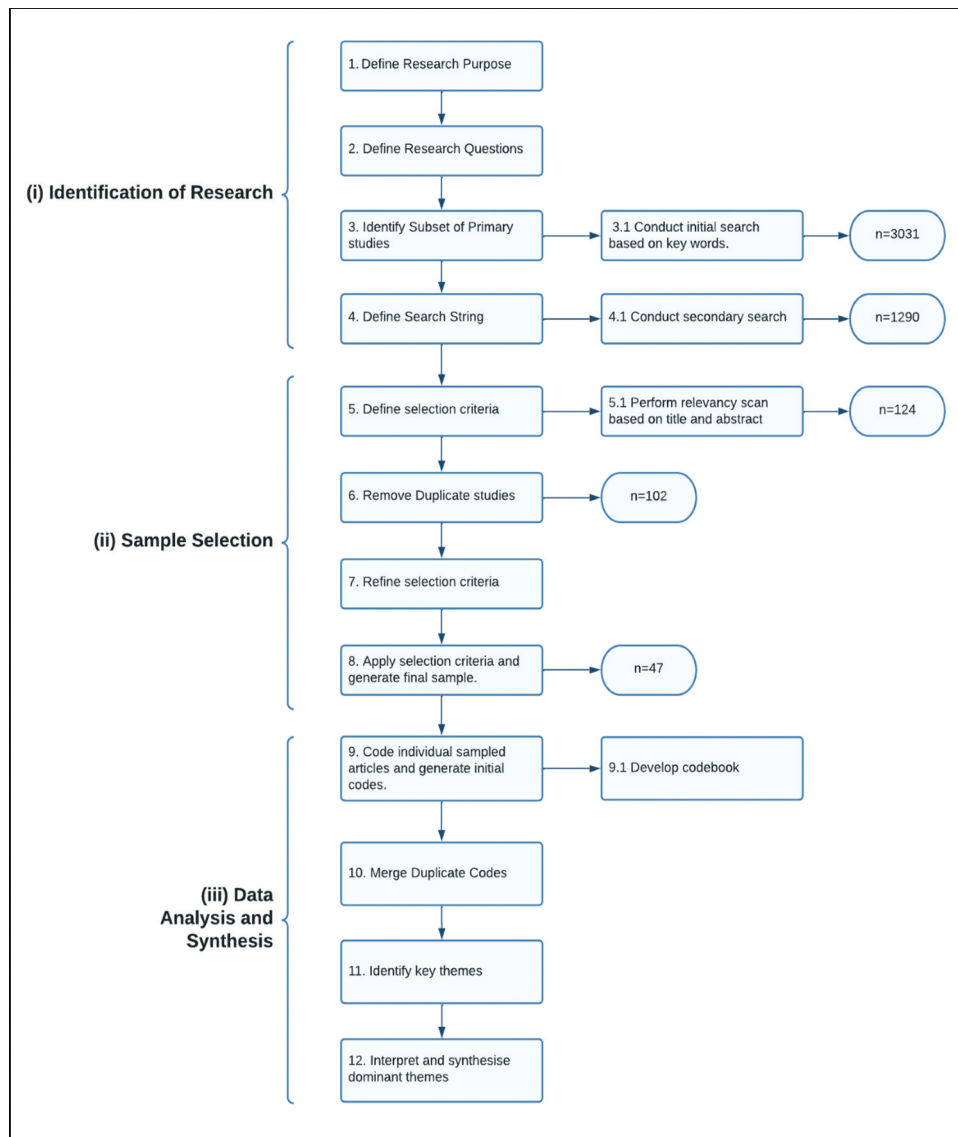 1. Define Research Purpose
2. Define Research Questions
(i) Identification of Research
3. Identify Subset of Primary
studies
3.1 Conduct initial search
based on key words.
n=3031
4. Define Search String
4.1 Conduct secondary search
n=1290
5. Define selection criteria
5.1 Perform relevancy scan
based on title and abstract
n=124
6. Remove Duplicate studies
n=102
(ii) Sample Selection
7. Refine selection criteria
8. Apply selection criteria and
generate final sample.
n=47
9. Code individual sampled
articles and generate initial
codes.
9.1 Develop codebook
10. Merge Duplicate Codes
(iii) Data
Analysis and
Synthesis
11. Identify key themes
12. Interpret and synthesise
dominant themes